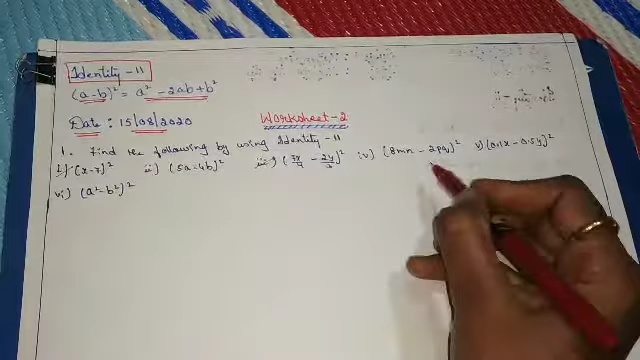 Identity - II
(a-b)² = a² - 2ab + b²
Date : 15/08/2020
Worksheet-2
1. Find the following by using Identity-II
i) (x-7)² ii) (5a-4b)² iii) (3x/4 - 2y/3)² iv) (8mn - 2pq)² v) (0.1x - 0.5y)²
vi) (a²-b²)²